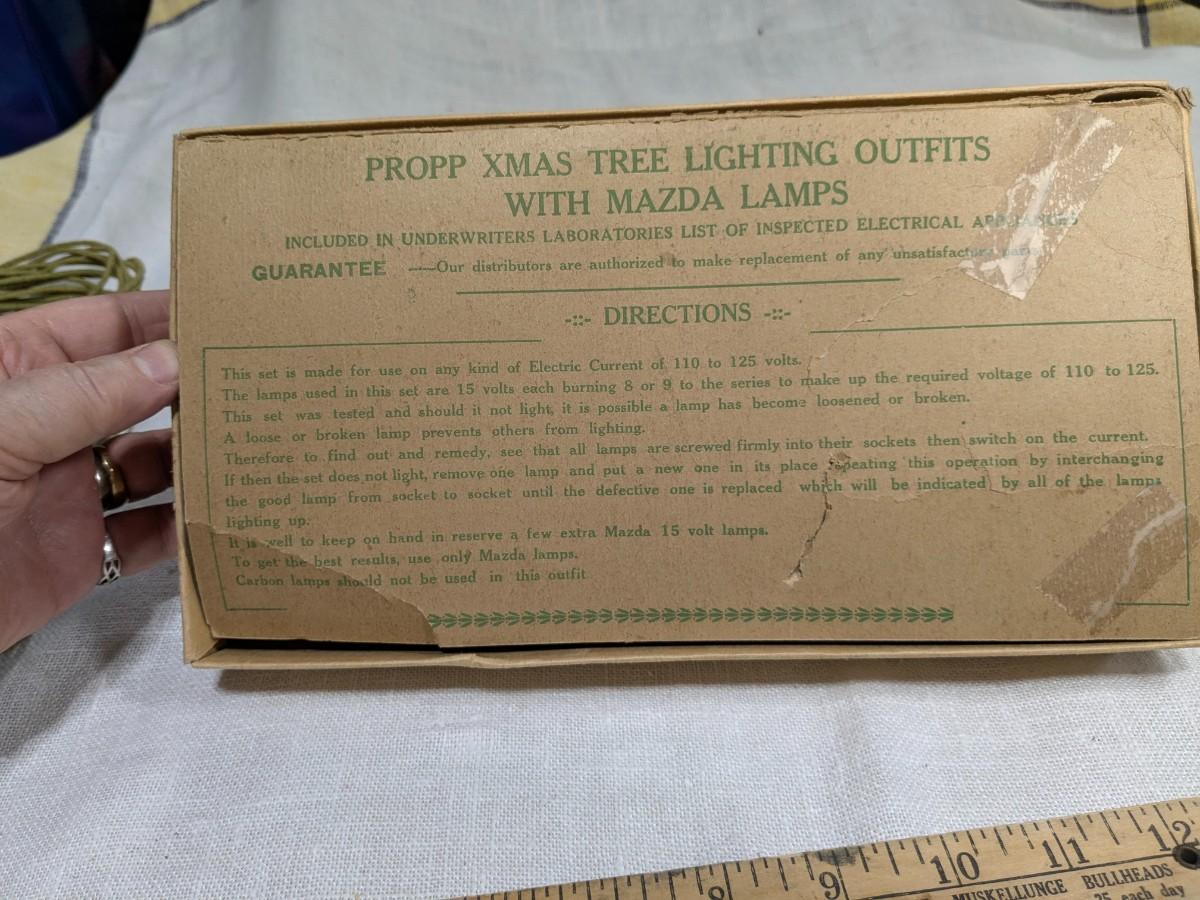 PROPP XMAS TREE LIGHTING OUTFITS
WITH MAZDA LAMPS
INCLUDED IN UNDERWRITERS LABORATORIES LIST OF INSPECTED ELECTRICAL APPLIANCES
GUARANTEE —Our distributors are authorized to make replacement of any unsatisfactory parts
-::- DIRECTIONS -::-
This set is made for use on any kind of Electric Current of 110 to 125 volts.
The lamps used in this set are 15 volts each burning 8 or 9 to the series to make up the required voltage of 110 to 125.
This set was tested and should it not light, it is possible a lamp has become loosened or broken.
A loose or broken lamp prevents others from lighting.
Therefore to find out and remedy, see that all lamps are screwed firmly into their sockets then switch on the current.
If then the set does not light, remove one lamp and put a new one in its place repeating this operation by interchanging
the good lamp from socket to socket until the defective one is replaced which will be indicated by all of the lamps
lighting up.
It is well to keep on hand in reserve a few extra Mazda 15 volt lamps.
To get the best results, use only Mazda lamps.
Carbon lamps should not be used in this outfit
8 9 10 11 12
MUSKELLUNGE BULLHEADS
25 each day